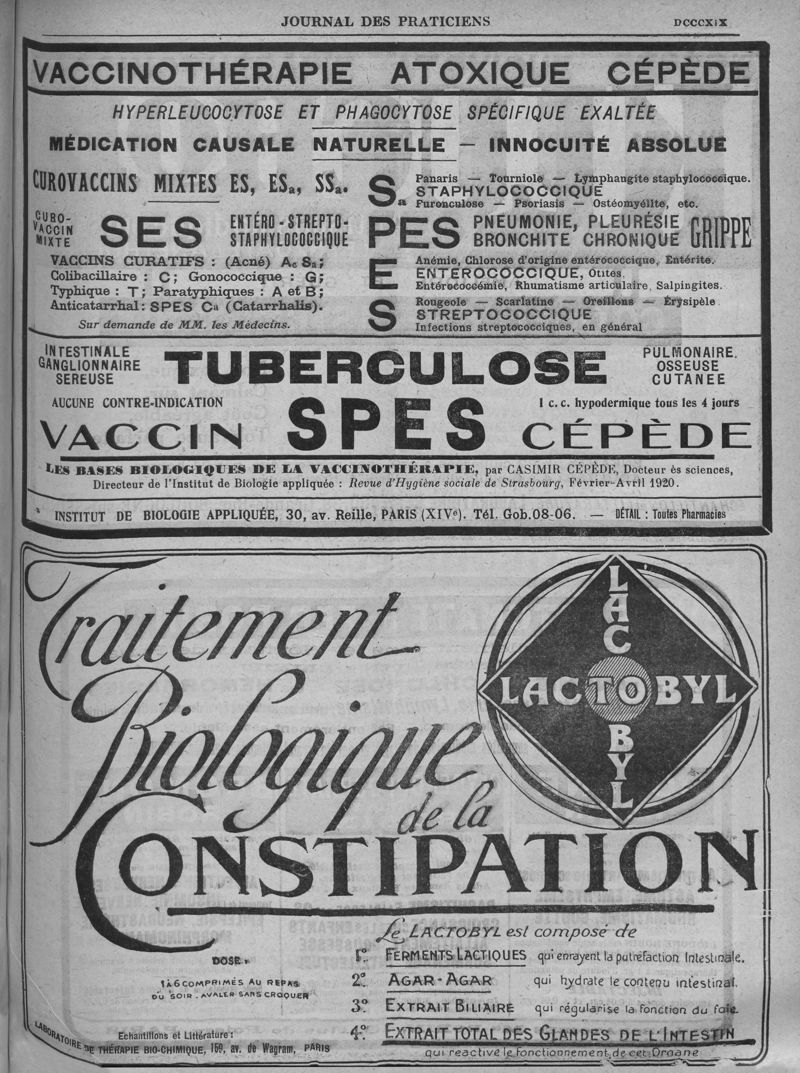 JOURNAL DES PRATICIENS DCCCXIX
VACCINOTHÉRAPIE ATOXIQUE CÉPÈDE
HYPERLEUCOCYTOSE ET PHAGOCYTOSE SPÉCIFIQUE EXALTÉE
MÉDICATION CAUSALE NATURELLE — INNOCUITÉ ABSOLUE
CUROVACCINS MIXTES ES, ESa, SSa.
CURO-VACCIN MIXTE
SES ENTÉRO-STREPTO-STAPHYLOCOCCIQUE
VACCINS CURATIFS : (Acné) Ac Sa;
Colibacillaire : C; Gonococcique : G;
Typhique : T; Paratyphiques : A et B;
Anticatarrhal: SPES Ca (Catarrhalis).
Sur demande de MM. les Médecins.
Sa
Panaris — Tourniole — Lymphangite staphylococcique.
STAPHYLOCOCCIQUE
Furonculose — Psoriasis — Ostéomyélite, etc.
PES PNEUMONIE, PLEURÉSIE
BRONCHITE CHRONIQUE GRIPPE
E
Anémie, Chlorose d'origine entérococcique, Entérite.
ENTEROCOCCIQUE, Otites.
Entérococcémie, Rhumatisme articulaire, Salpingites.
S
Rougeole — Scarlatine — Oreillons — Érysipèle
STREPTOCOCCIQUE
Infections streptococciques, en général
INTESTINALE
GANGLIONNAIRE
SEREUSE
TUBERCULOSE
PULMONAIRE.
OSSEUSE
CUTANEE
AUCUNE CONTRE-INDICATION
1 c. c. hypodermique tous les 4 jours
VACCIN SPES CÉPÈDE
LES BASES BIOLOGIQUES DE LA VACCINOTHÉRAPIE, par CASIMIR CÉPÈDE, Docteur ès sciences,
Directeur de l'Institut de Biologie appliquée : Revue d'Hygiène sociale de Strasbourg, Février-Avril 1920.
INSTITUT DE BIOLOGIE APPLIQUÉE, 30, av. Reille, PARIS (XIVe). Tél. Gob.08-06. — DÉTAIL : Toutes Pharmacies
Traitement
Biologique
de la
CONSTIPATION
LACTOBYL
LACTOBYL
Le LACTOBYL est composé de
1º. FERMENTS LACTIQUES qui enrayent la putréfaction Intestinale.
2º. AGAR-AGAR qui hydrate le contenu intestinal.
3º. EXTRAIT BILIAIRE qui régularise la fonction du foie.
4º. EXTRAIT TOTAL DES GLANDES DE L'INTESTIN
qui réactive le fonctionnement de cet Organe
DOSE
1 à 6 COMPRIMÉS AU REPAS
DU SOIR. AVALER SANS CROQUER
Echantillons et Littérature :
LABORATOIRE DE THÉRAPIE BIO-CHIMIQUE, 159, av. de Wagram, PARIS